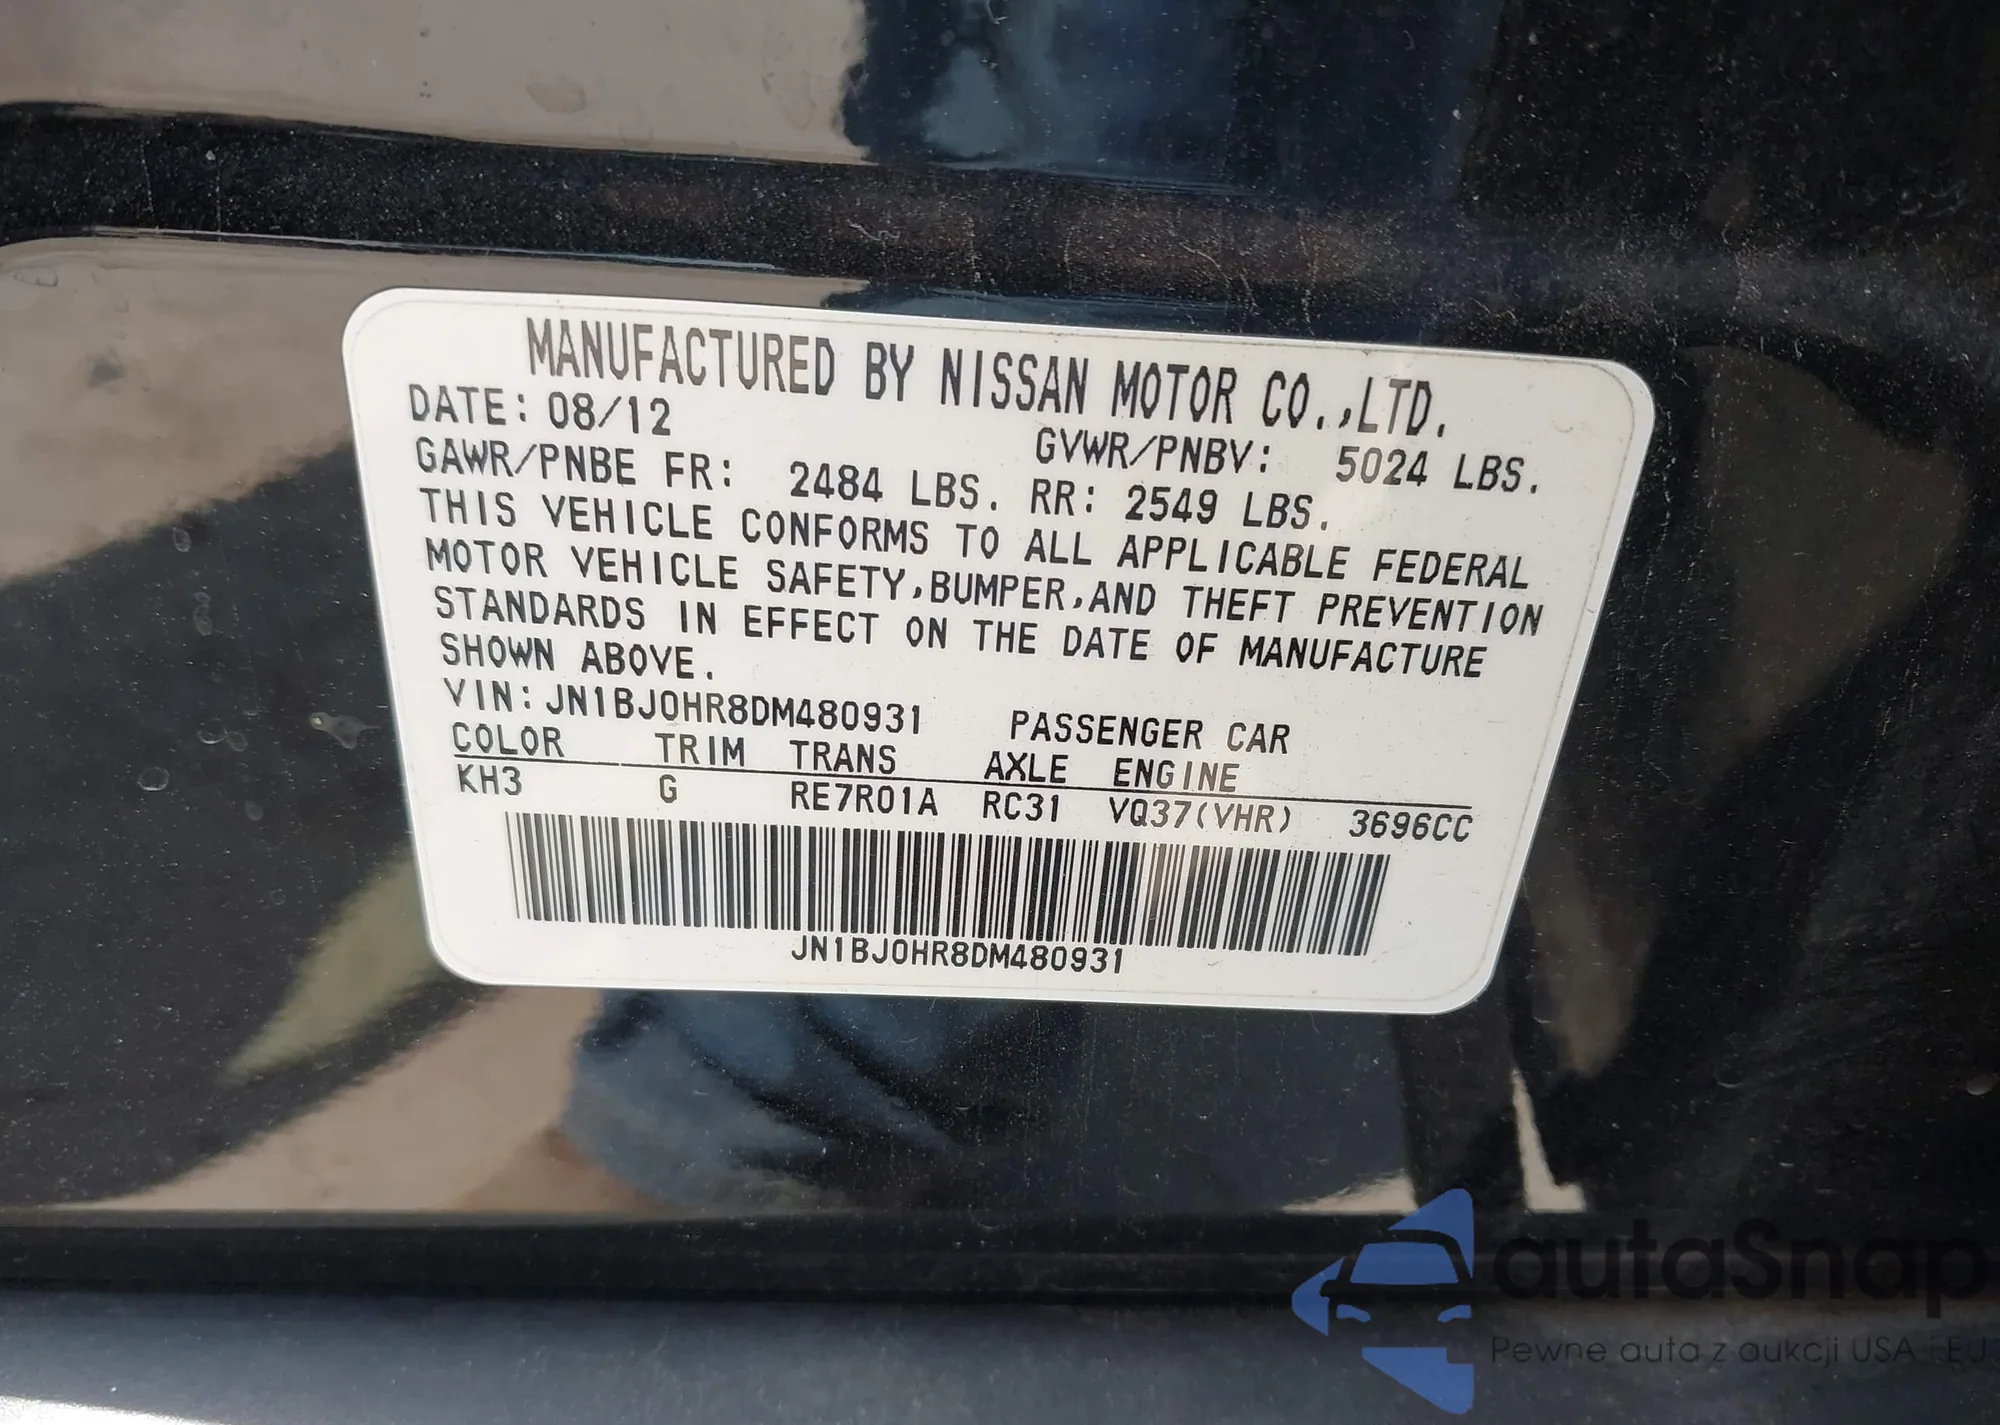 MANUFACTURED BY NISSAN MOTOR CO.,LTD.
DATE: 08/12 GVWR/PNBV: 5024 LBS.
GAWR/PNBE FR: 2484 LBS. RR: 2549 LBS.
THIS VEHICLE CONFORMS TO ALL APPLICABLE FEDERAL
MOTOR VEHICLE SAFETY,BUMPER,AND THEFT PREVENTION
STANDARDS IN EFFECT ON THE DATE OF MANUFACTURE
SHOWN ABOVE.
VIN: JN1BJ0HR8DM480931 PASSENGER CAR
COLOR TRIM TRANS AXLE ENGINE
KH3 G RE7R01A RC31 VQ37(VHR) 3696CC
JN1BJ0HR8DM480931
autaSnap
Pewne auta z aukcji USA i EU